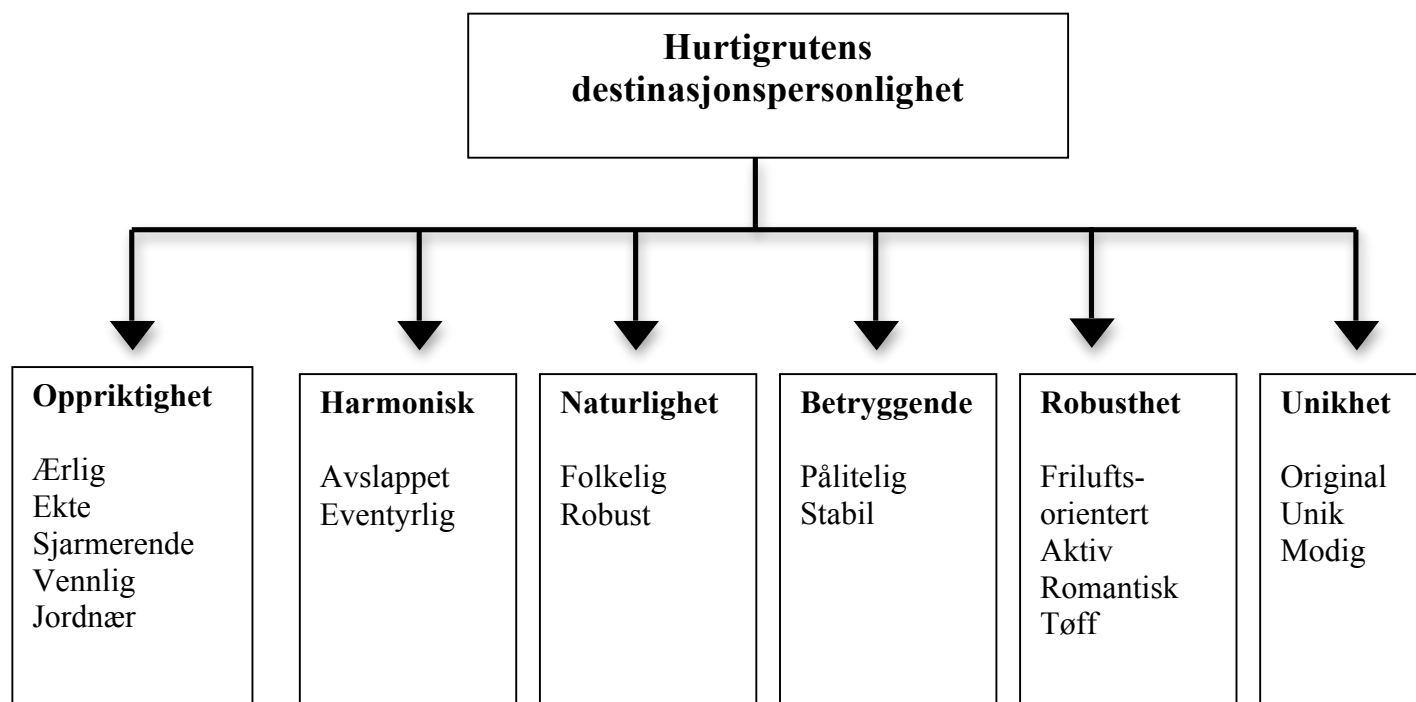 Hurtigrutens
destinasjonspersonlighet
Oppriktighet
Ærlig
Ekte
Sjarmerende
Vennlig
Jordnær
Harmonisk
Avslappet
Eventyrlig
Naturlighet
Folkelig
Robust
Betryggende
Pålitelig
Stabil
Robusthet
Frilufts-
orientert
Aktiv
Romantisk
Tøff
Unikhet
Original
Unik
Modig